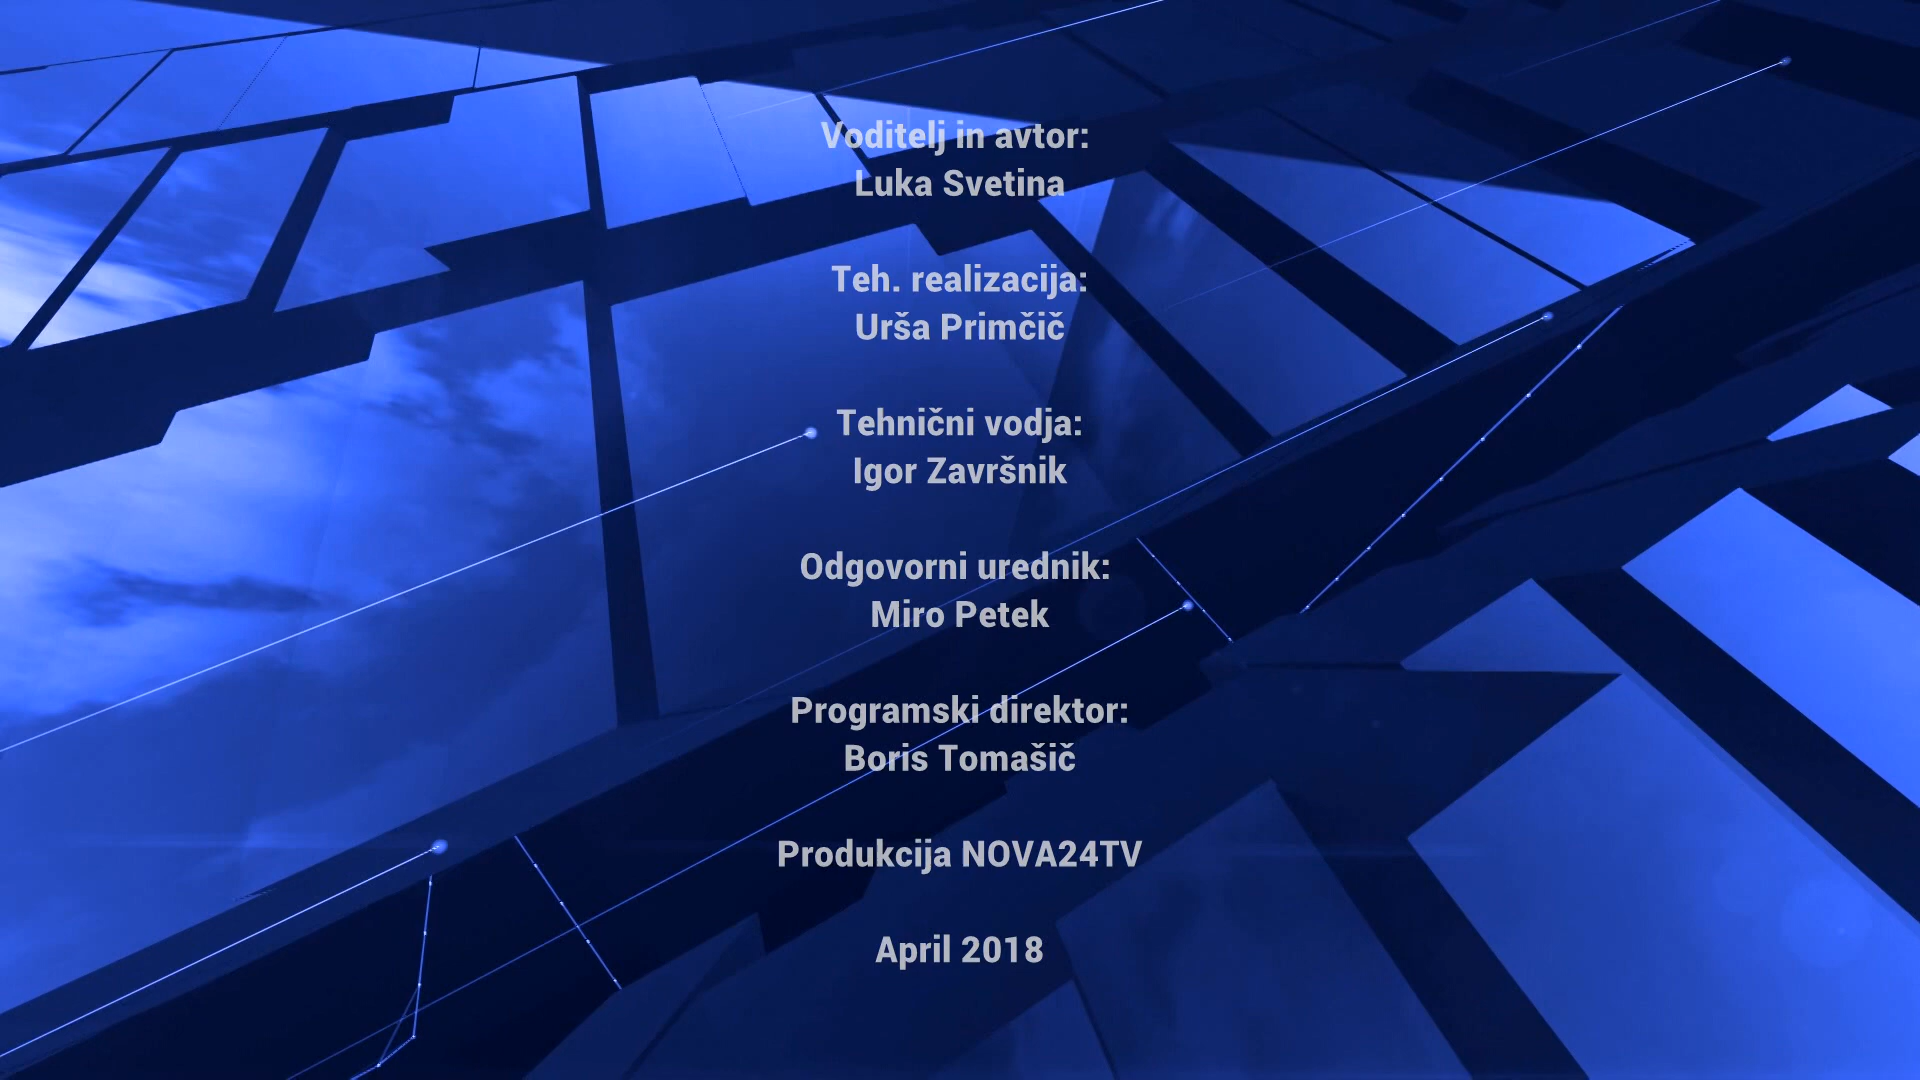 Voditelj in avtor:
Luka Svetina
Teh. realizacija:
Urša Primčič
Tehnični vodja:
Igor Završnik
Odgovorni urednik:
Miro Petek
Programski direktor:
Boris Tomašič
Produkcija NOVA24TV
April 2018